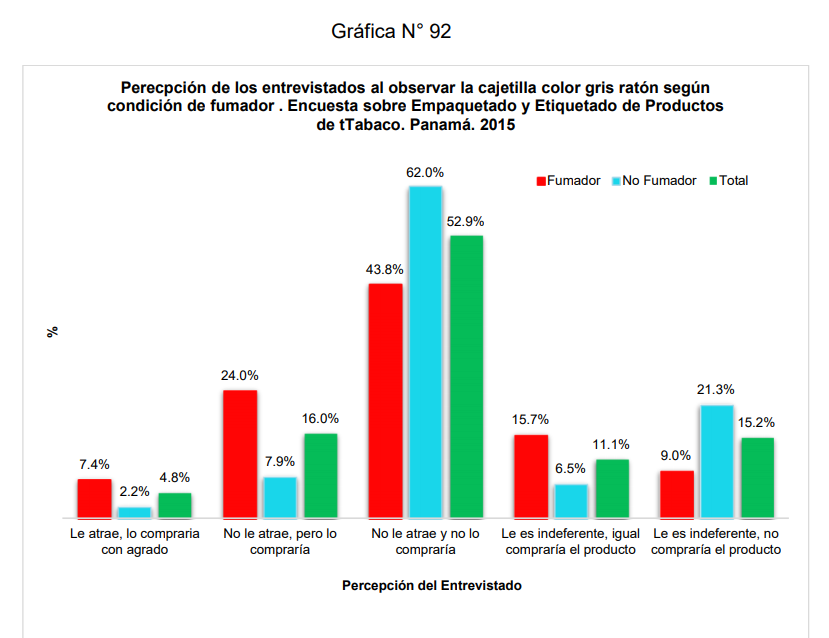 Gráfica N° 92
Perecpción de los entrevistados al observar la cajetilla color gris ratón según
condición de fumador . Encuesta sobre Empaquetado y Etiquetado de Productos
de tTabaco. Panamá. 2015
Fumador No Fumador Total
%
7.4%
2.2%
4.8%
24.0%
7.9%
16.0%
43.8%
62.0%
52.9%
15.7%
6.5%
11.1%
9.0%
21.3%
15.2%
Le atrae, lo compraria
con agrado
No le atrae, pero lo
compraría
No le atrae y no lo
compraría
Le es indeferente, igual
compraría el producto
Le es indeferente, no
compraría el producto
Percepción del Entrevistado